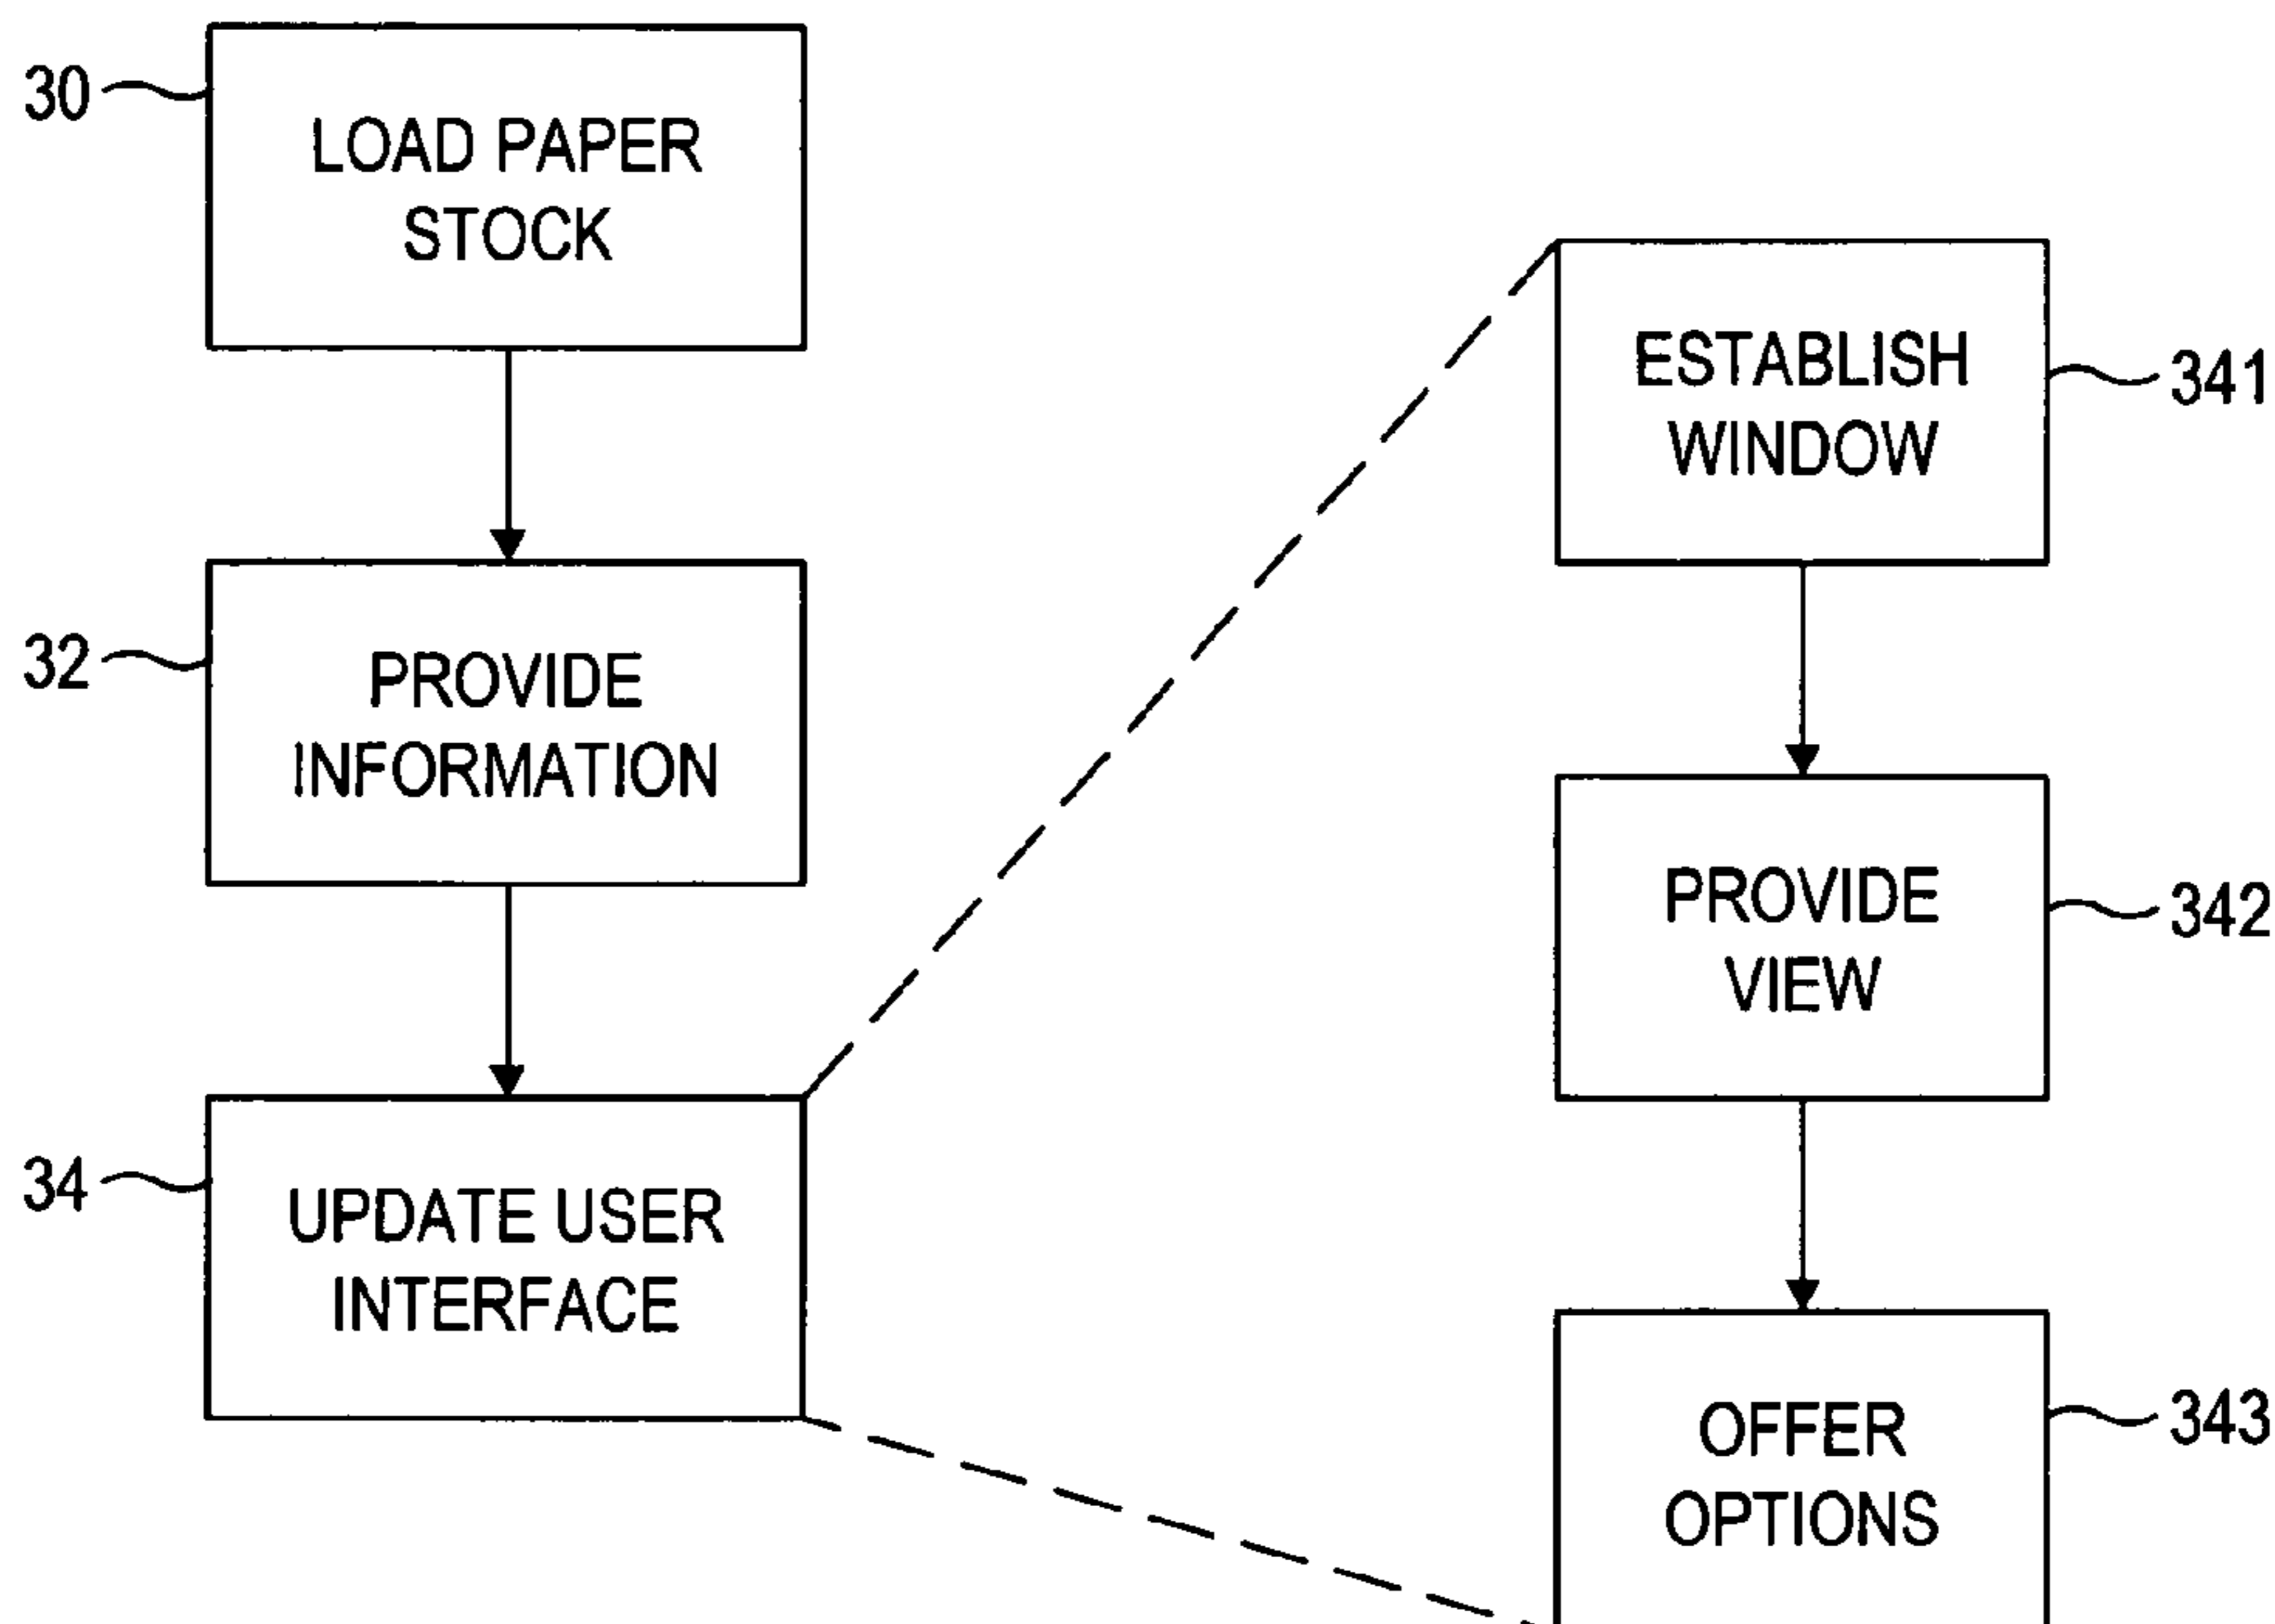 30
LOAD PAPER
STOCK
32
PROVIDE
INFORMATION
34
UPDATE USER
INTERFACE
ESTABLISH
WINDOW
341
PROVIDE
VIEW
342
OFFER
OPTIONS
343